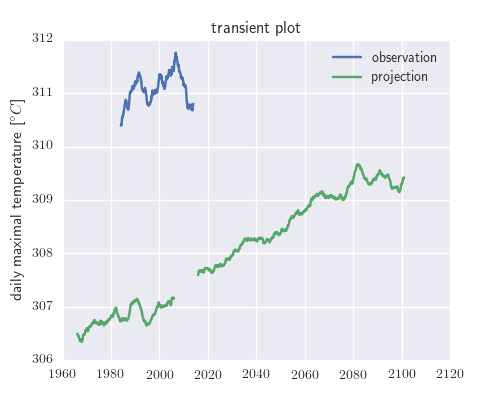 transient plot
daily maximal temperature [°C]
312
311
310
309
308
307
306
1960 1980 2000 2020 2040 2060 2080 2100 2120
observation
projection